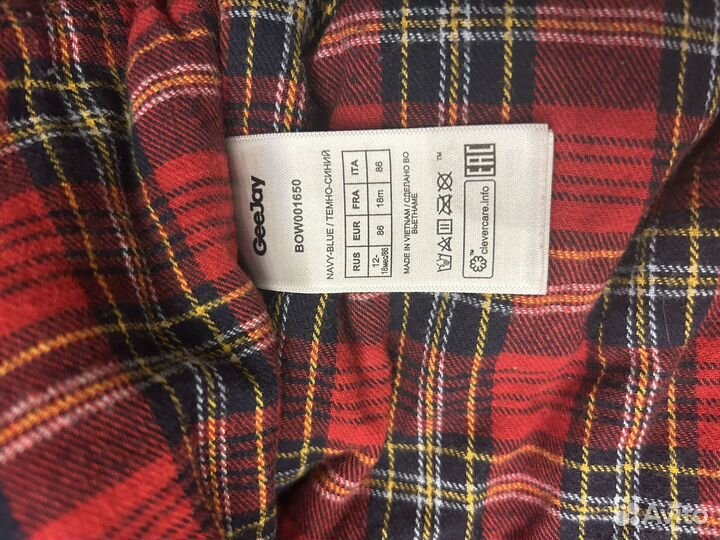 GeeJay
BOW001650
NAVY-BLUE / ТЕМНО-СИНИЙ
RUS EUR FRA ITA
12-18мес/86 86 18m 86
MADE IN VIETNAM / СДЕЛАНО ВО
ВЬЕТНАМЕ
TM
clevercare.info
EAC
Avito